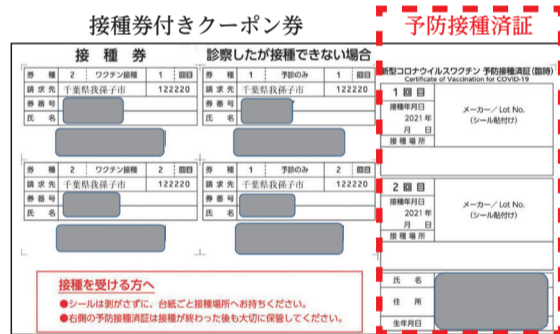 接種券付きクーポン券
予防接種済証
接種券
診察したが接種できない場合
券種 2 ワクチン接種 1 回目
請求先 千葉県我孫子市 122220
券番号
氏名
券種 1 予診のみ 1 回目
請求先 千葉県我孫子市 122220
券番号
氏名
券種 2 ワクチン接種 2 回目
請求先 千葉県我孫子市 122220
券番号
氏名
券種 1 予診のみ 2 回目
請求先 千葉県我孫子市 122220
券番号
氏名
接種を受ける方へ
●シールは剥がさずに、台紙ごと接種場所へお持ちください。
●右側の予防接種済証は接種が終わった後も大切に保管してください。
新型コロナウイルスワクチン 予防接種済証(臨時)
Certificate of Vaccination for COVID-19
1回目
接種年月日
2021年
月 日
メーカー/Lot No.
(シール貼付け)
接種場所
2回目
接種年月日
2021年
月 日
メーカー/Lot No.
(シール貼付け)
接種場所
氏名
住所
生年月日